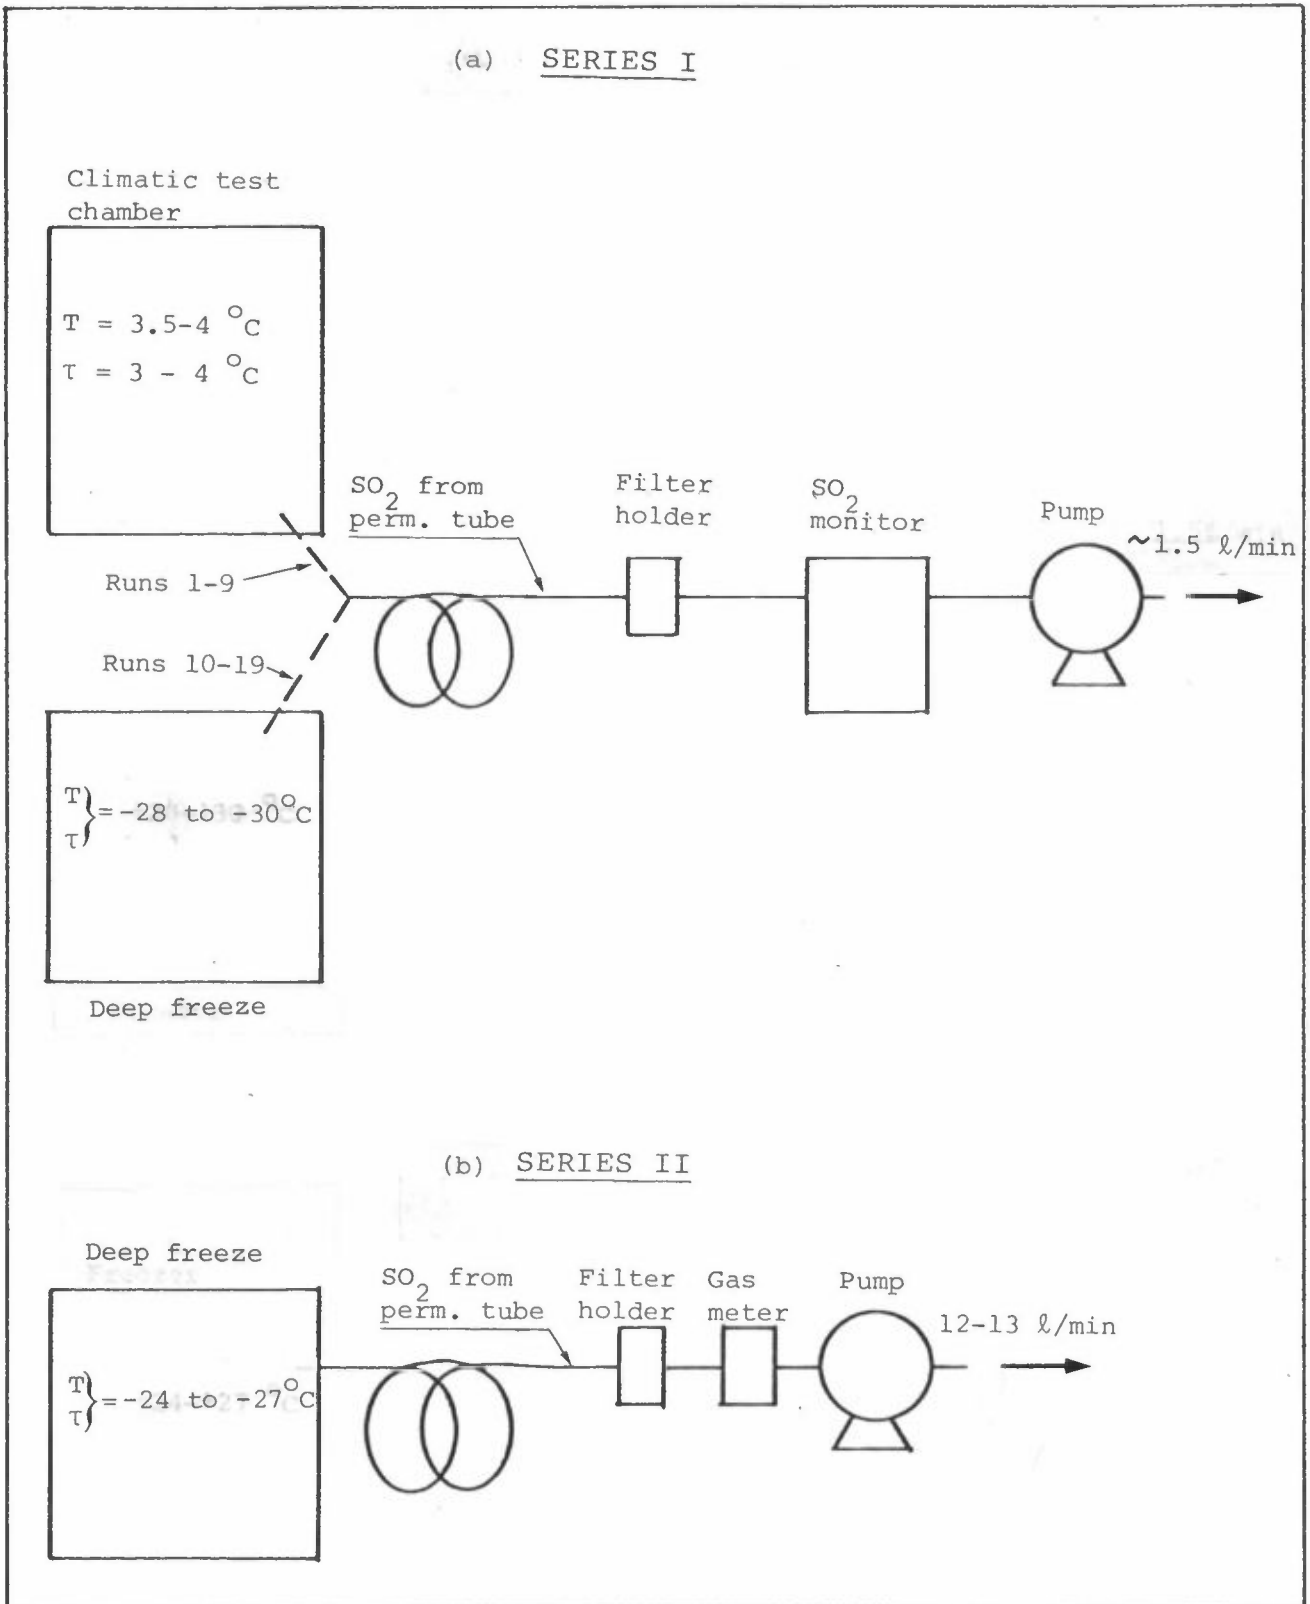 (a) SERIES I
Climatic test
chamber
T = 3.5-4 °C
τ = 3 - 4 °C
SO2 from
perm. tube
Filter
holder
SO2
monitor
Pump
~1.5 ℓ/min
Runs 1-9
Runs 10-19
T
τ } = -28 to -30°C
Deep freeze
(b) SERIES II
Deep freeze
SO2 from
perm. tube
Filter
holder
Gas
meter
Pump
12-13 ℓ/min
T
τ } = -24 to -27°C